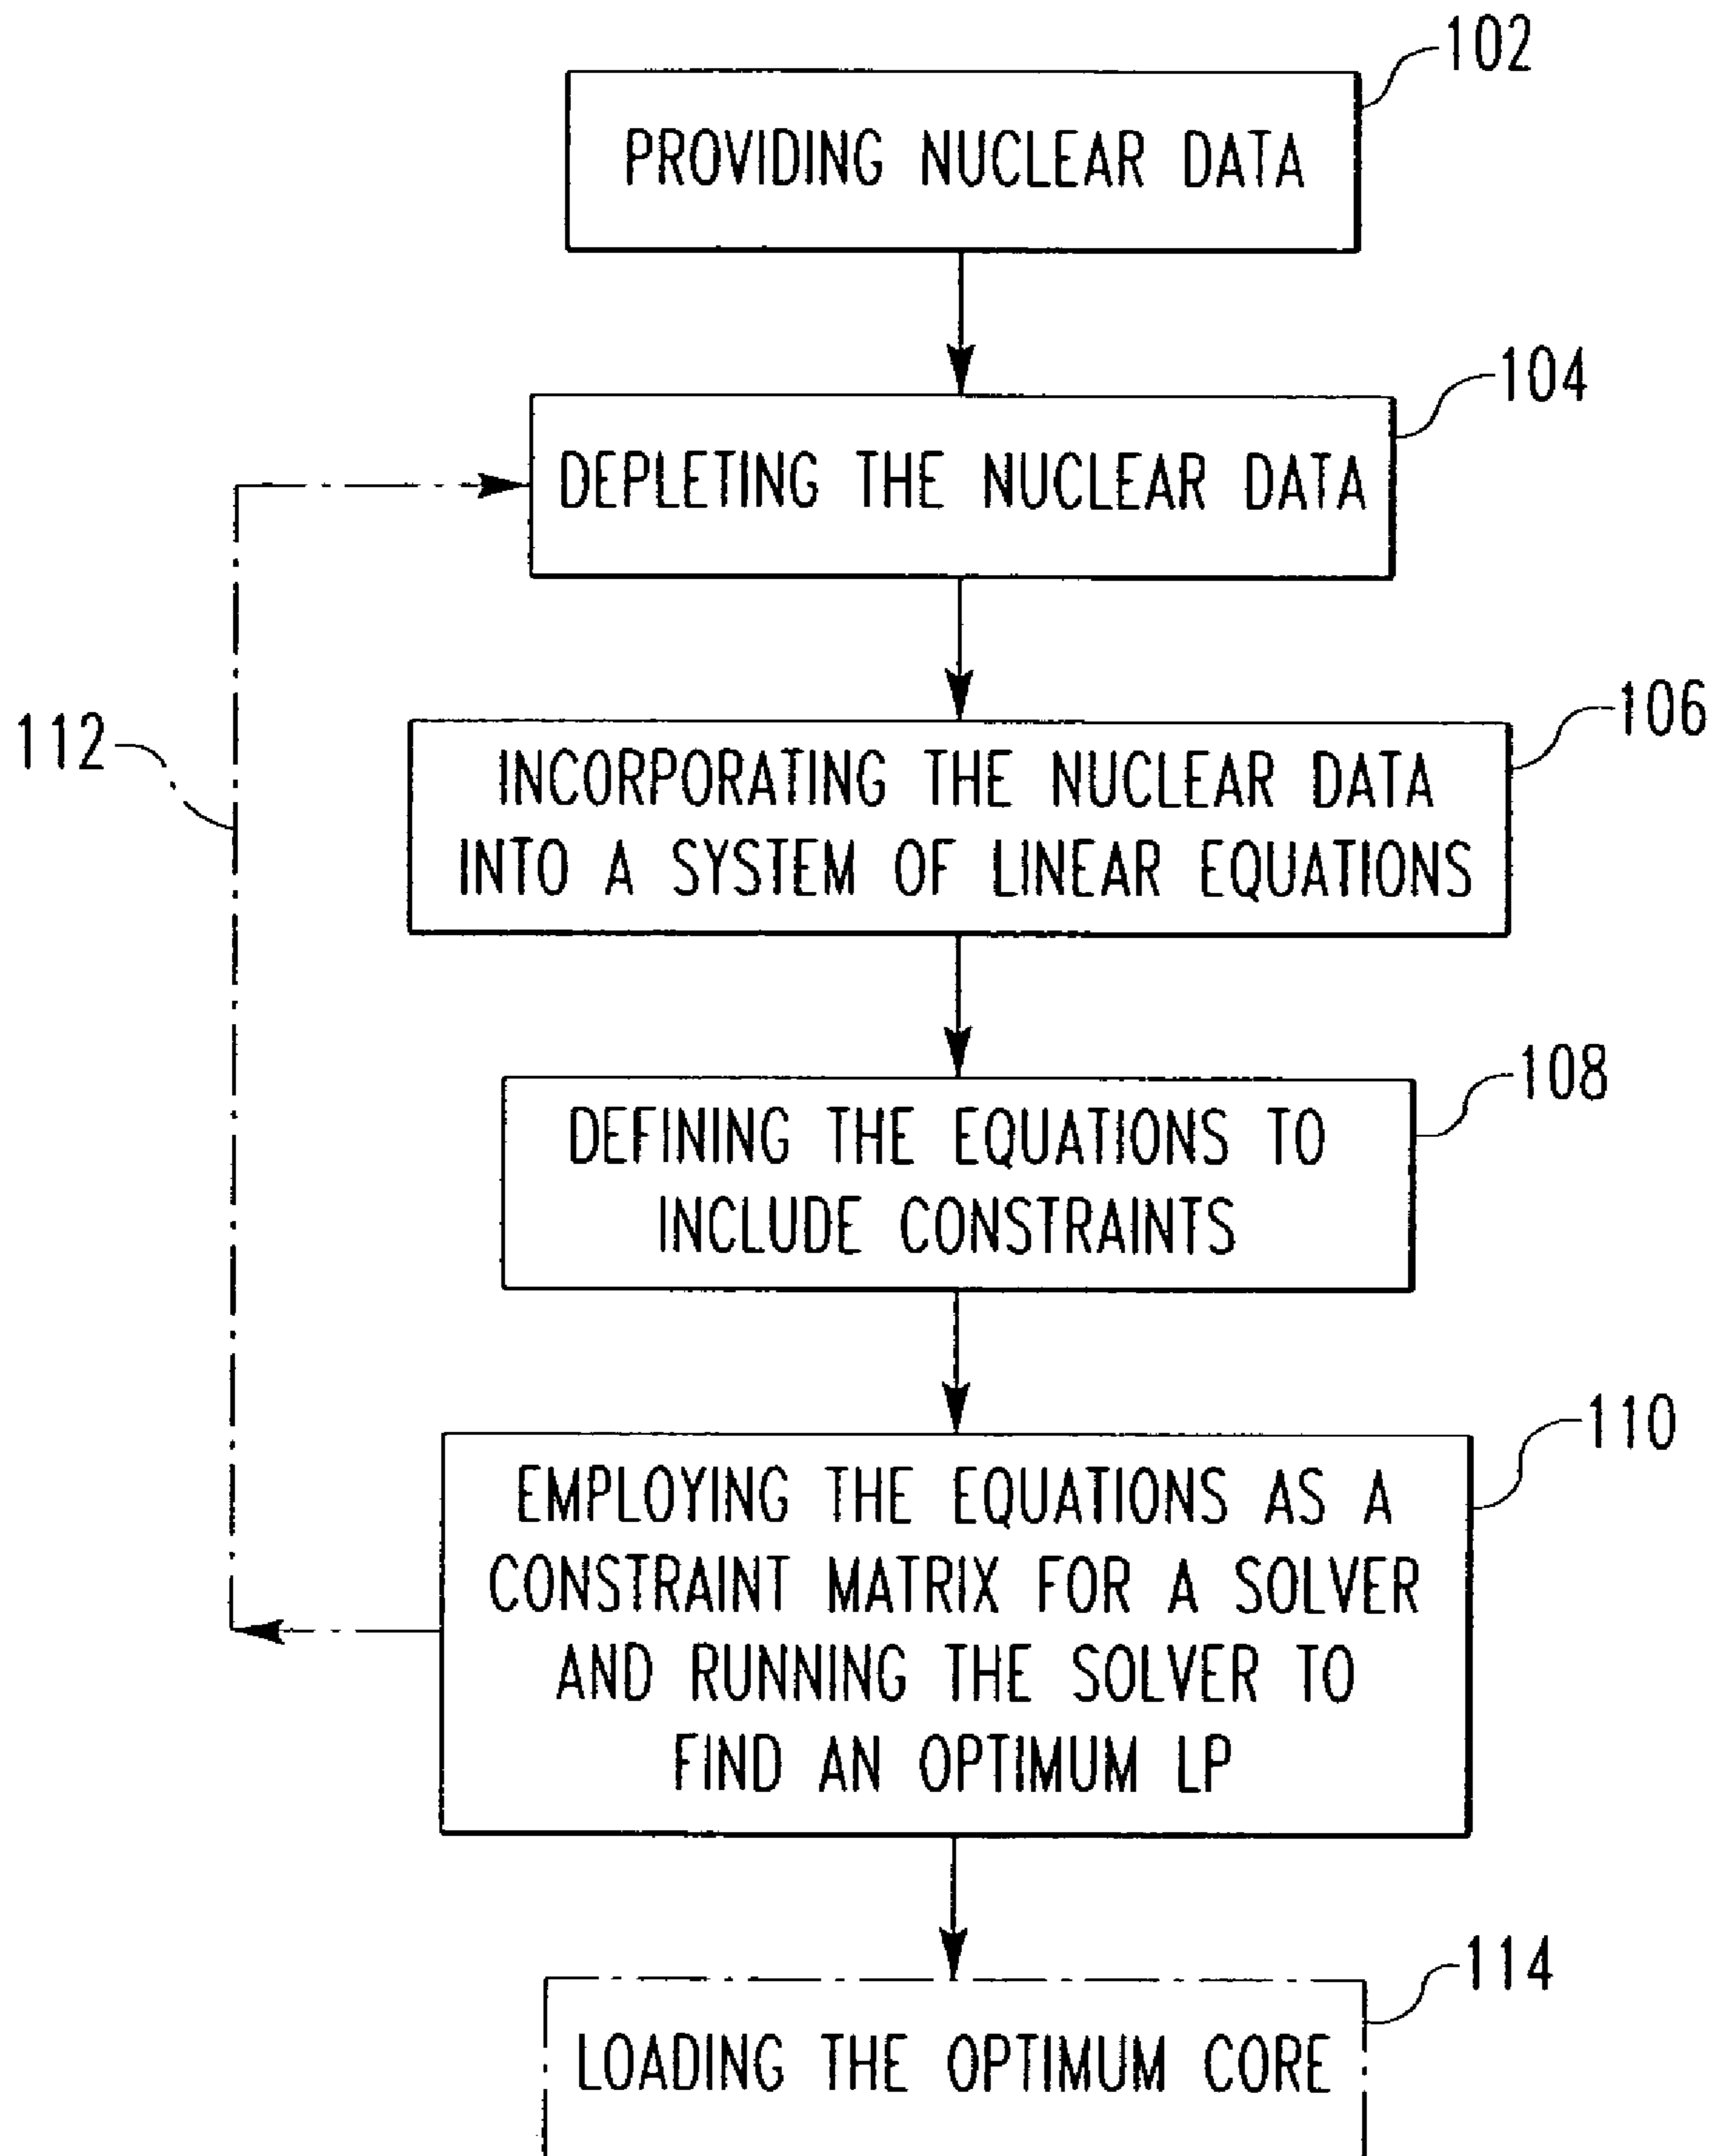 102
PROVIDING NUCLEAR DATA
104
DEPLETING THE NUCLEAR DATA
106
112
INCORPORATING THE NUCLEAR DATA
INTO A SYSTEM OF LINEAR EQUATIONS
108
DEFINING THE EQUATIONS TO
INCLUDE CONSTRAINTS
110
EMPLOYING THE EQUATIONS AS A
CONSTRAINT MATRIX FOR A SOLVER
AND RUNNING THE SOLVER TO
FIND AN OPTIMUM LP
114
LOADING THE OPTIMUM CORE